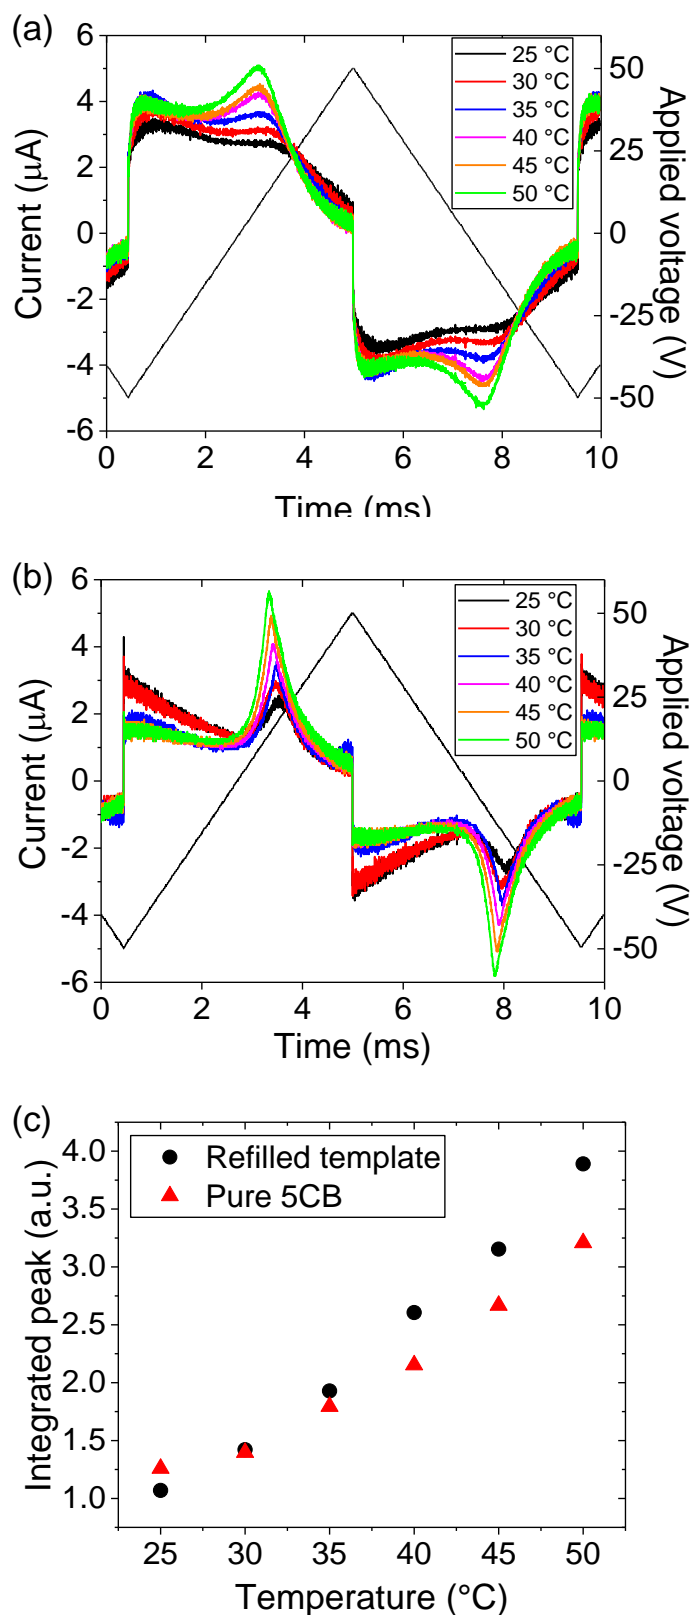 (a)
6
4
2
0
-2
-4
-6
Current (µA)
50
25
0
-25
-50
Applied voltage (V)
25 °C
30 °C
35 °C
40 °C
45 °C
50 °C
0 2 4 6 8 10
Time (ms)
(b)
6
4
2
0
-2
-4
-6
Current (µA)
50
25
0
-25
-50
Applied voltage (V)
25 °C
30 °C
35 °C
40 °C
45 °C
50 °C
0 2 4 6 8 10
Time (ms)
(c)
4.0
3.5
3.0
2.5
2.0
1.5
1.0
Integrated peak (a.u.)
Refilled template
Pure 5CB
25 30 35 40 45 50
Temperature (°C)